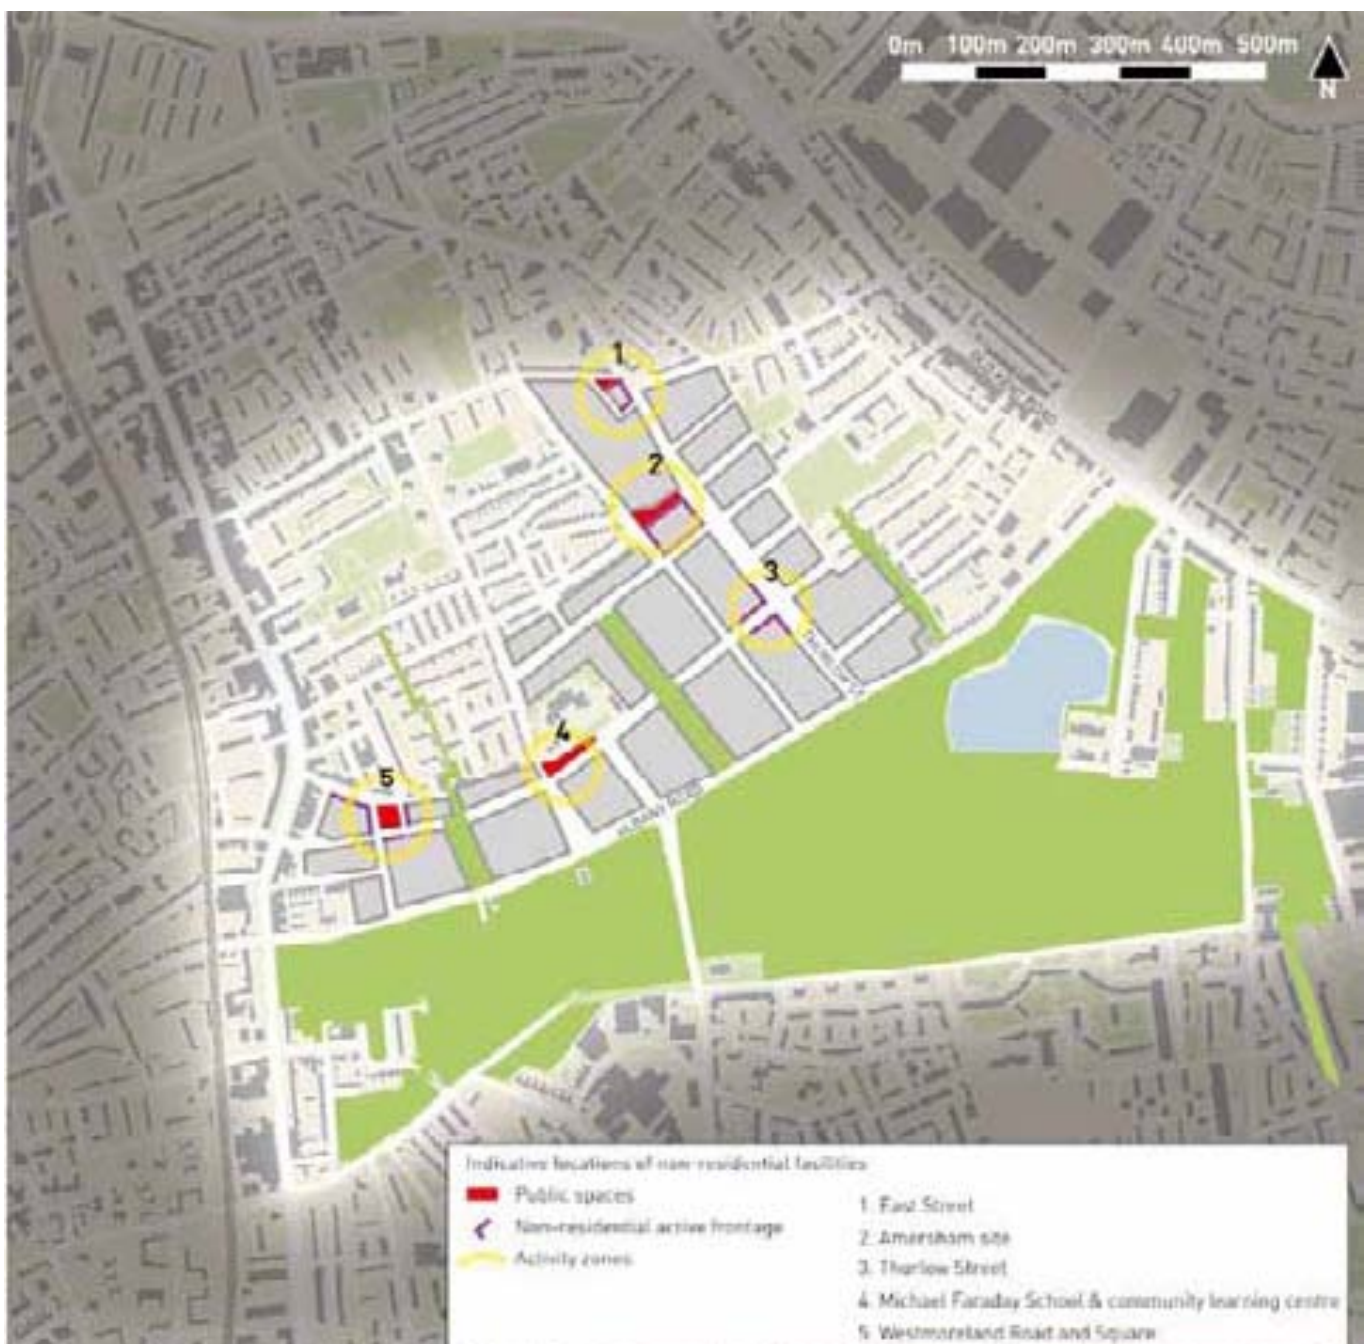 0m 100m 200m 300m 400m 500m
N
1
2
3
4
5
ALBANY ROAD
Indicative locations of non-residential facilities
Public spaces
Non-residential active frontage
Activity zones
1. East Street
2. Amersham site
3. Thurlow Street
4. Michael Faraday School & community learning centre
5. Westmoreland Road and Square